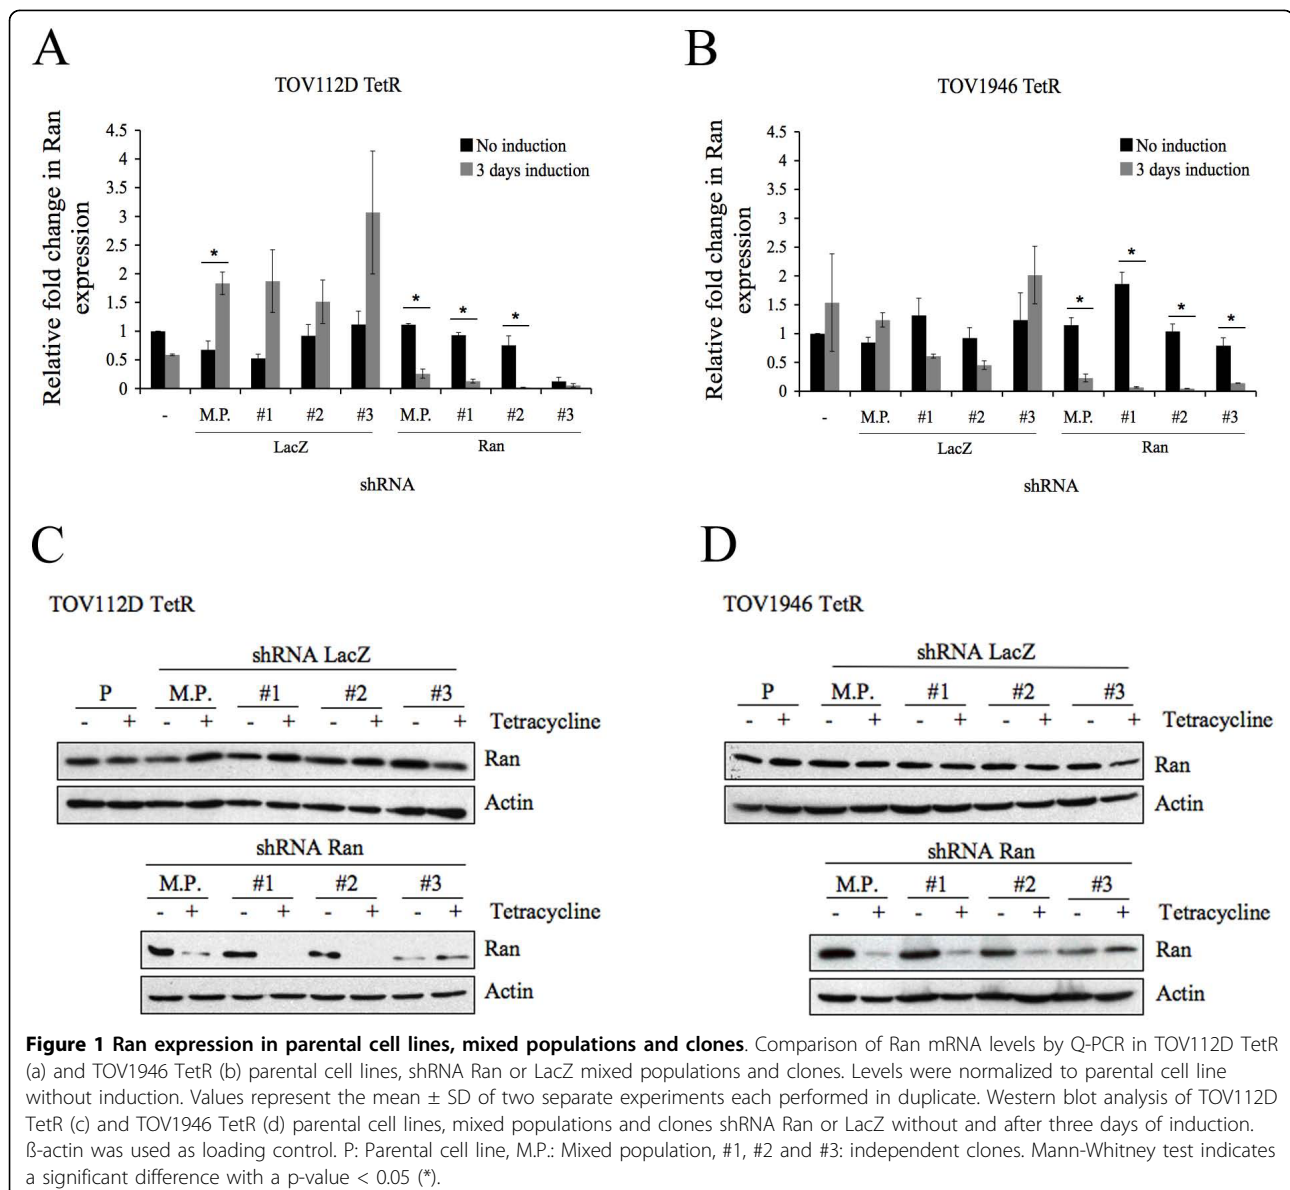 A
TOV112D TetR
Relative fold change in Ran
expression
4.5
4
3.5
3
2.5
2
1.5
1
0.5
0
No induction
3 days induction
*
*
*
*
- M.P. #1 #2 #3 M.P. #1 #2 #3
LacZ Ran
shRNA
B
TOV1946 TetR
Relative fold change in Ran
expression
4.5
4
3.5
3
2.5
2
1.5
1
0.5
0
No induction
3 days induction
*
*
*
*
- M.P. #1 #2 #3 M.P. #1 #2 #3
LacZ Ran
shRNA
C
TOV112D TetR
shRNA LacZ
P M.P. #1 #2 #3
- + - + - + - + - + Tetracycline
Ran
Actin
shRNA Ran
M.P. #1 #2 #3
- + - + - + - + Tetracycline
Ran
Actin
D
TOV1946 TetR
shRNA LacZ
P M.P. #1 #2 #3
- + - + - + - + - + Tetracycline
Ran
Actin
shRNA Ran
M.P. #1 #2 #3
- + - + - + - + Tetracycline
Ran
Actin
Figure 1 Ran expression in parental cell lines, mixed populations and clones. Comparison of Ran mRNA levels by Q-PCR in TOV112D TetR
(a) and TOV1946 TetR (b) parental cell lines, shRNA Ran or LacZ mixed populations and clones. Levels were normalized to parental cell line
without induction. Values represent the mean ± SD of two separate experiments each performed in duplicate. Western blot analysis of TOV112D
TetR (c) and TOV1946 TetR (d) parental cell lines, mixed populations and clones shRNA Ran or LacZ without and after three days of induction.
ß-actin was used as loading control. P: Parental cell line, M.P.: Mixed population, #1, #2 and #3: independent clones. Mann-Whitney test indicates
a significant difference with a p-value < 0.05 (*).